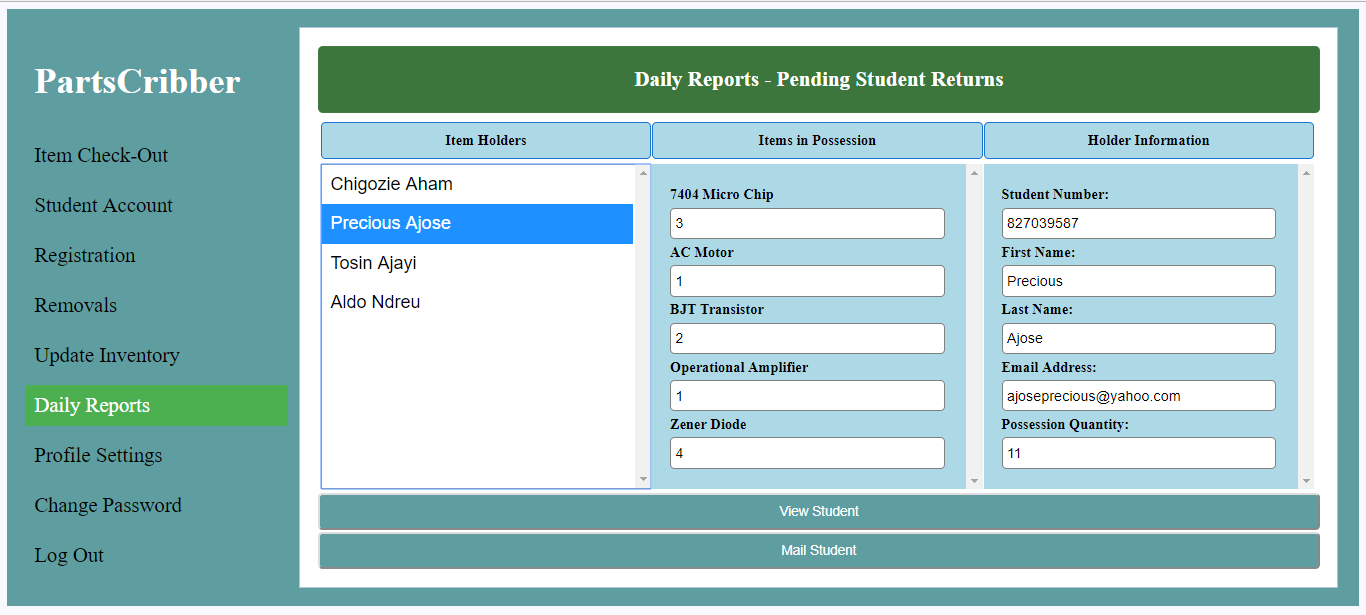 PartsCribber
Item Check-Out
Student Account
Registration
Removals
Update Inventory
Daily Reports
Profile Settings
Change Password
Log Out
Daily Reports - Pending Student Returns
Item Holders
Chigozie Aham
Precious Ajose
Tosin Ajayi
Aldo Ndreu
Items in Possession
7404 Micro Chip
3
AC Motor
1
BJT Transistor
2
Operational Amplifier
1
Zener Diode
4
Holder Information
Student Number:
827039587
First Name:
Precious
Last Name:
Ajose
Email Address:
ajoseprecious@yahoo.com
Possession Quantity:
11
View Student
Mail Student